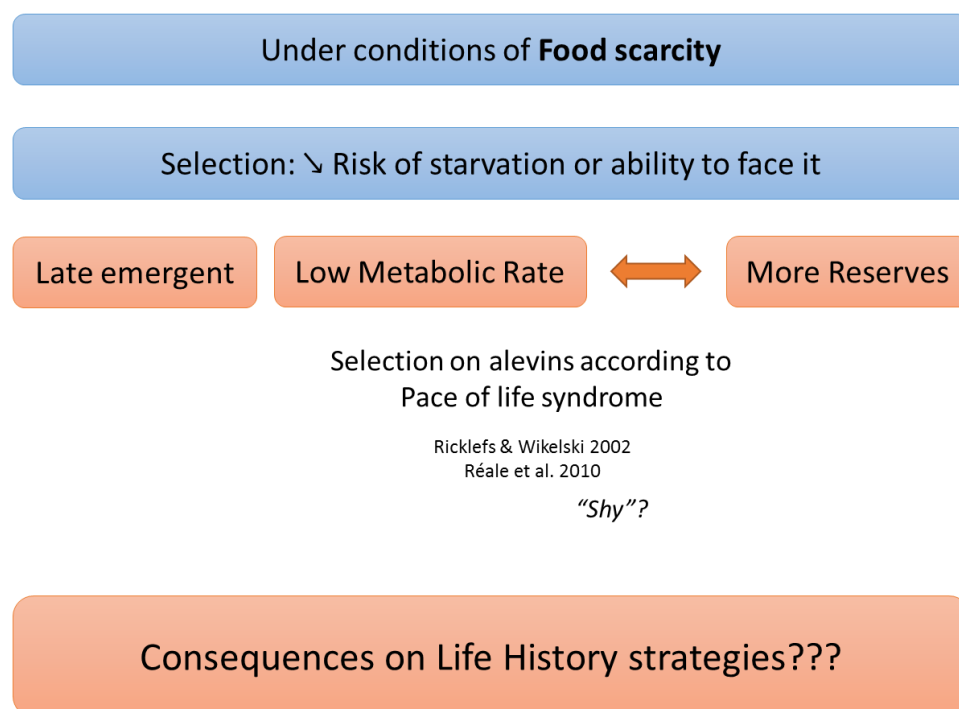 Under conditions of Food scarcity
Selection: ↘ Risk of starvation or ability to face it
Late emergent
Low Metabolic Rate
More Reserves
Selection on alevins according to
Pace of life syndrome
Ricklefs & Wikelski 2002
Réale et al. 2010
“Shy”?
Consequences on Life History strategies???